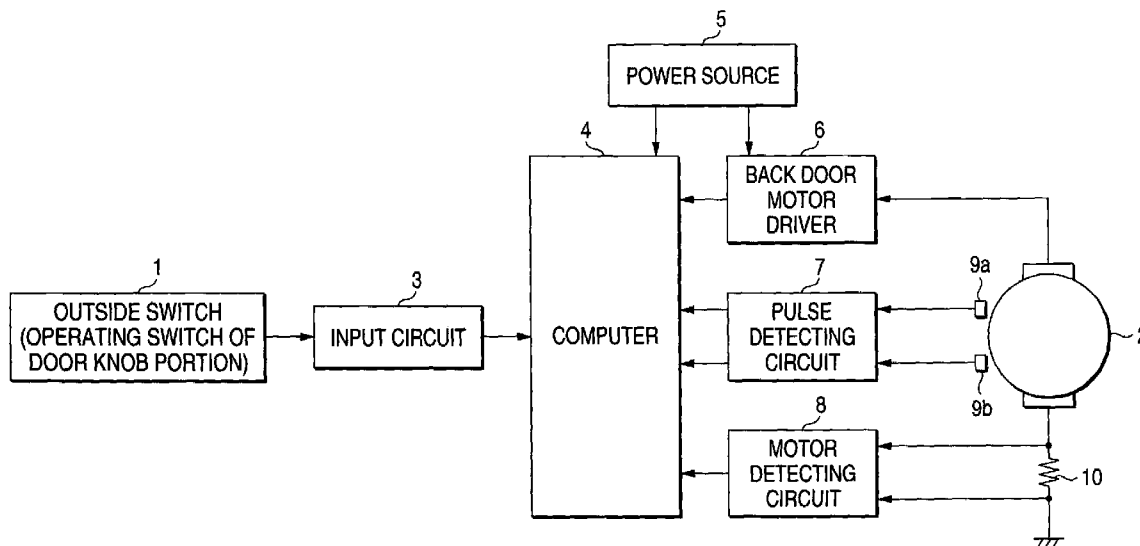 5
POWER SOURCE
4
6
BACK DOOR
MOTOR
DRIVER
1
OUTSIDE SWITCH
(OPERATING SWITCH OF
DOOR KNOB PORTION)
3
INPUT CIRCUIT
COMPUTER
7
PULSE
DETECTING
CIRCUIT
9a
9b
2
8
MOTOR
DETECTING
CIRCUIT
10